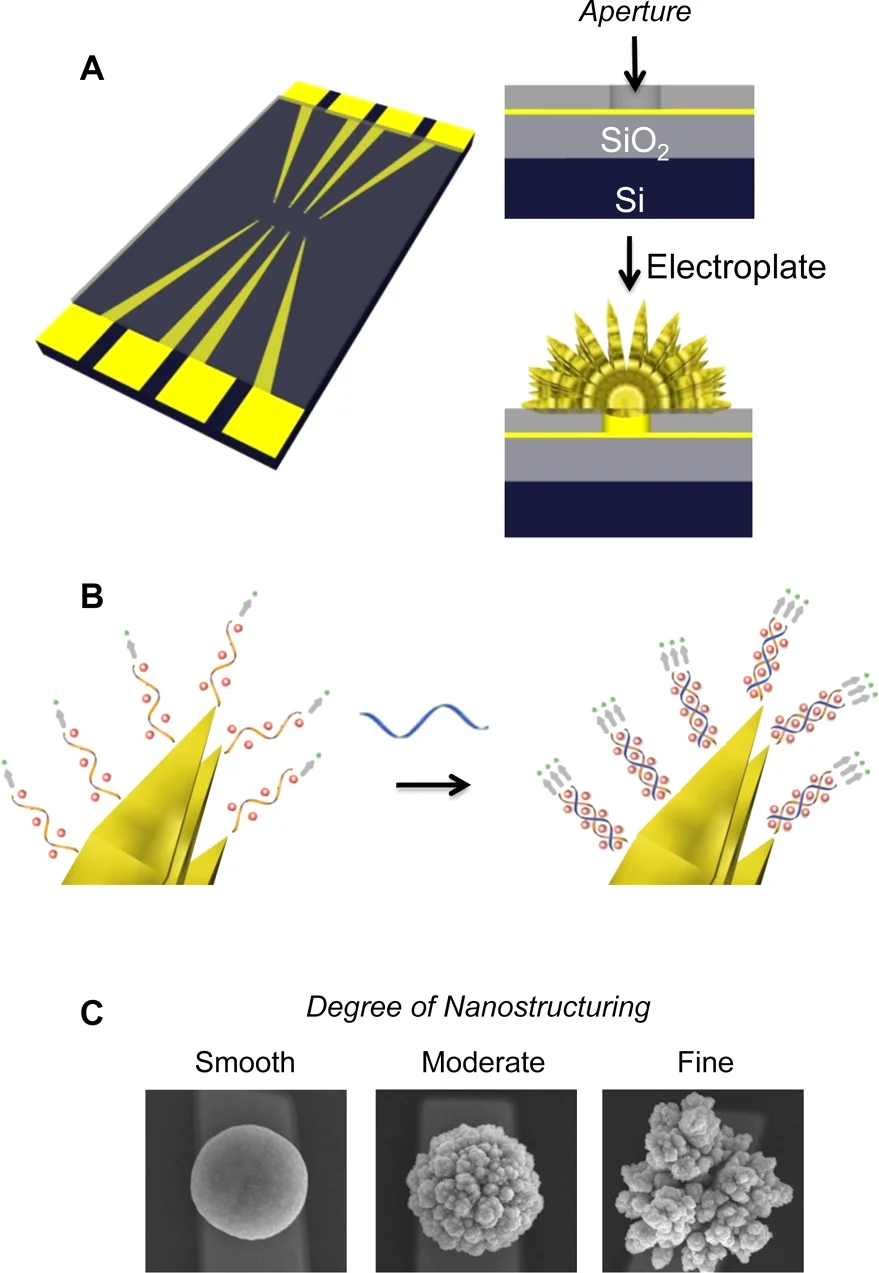 Aperture
A
SiO₂
Si
Electroplate
B
C
Degree of Nanostructuring
Smooth
Moderate
Fine